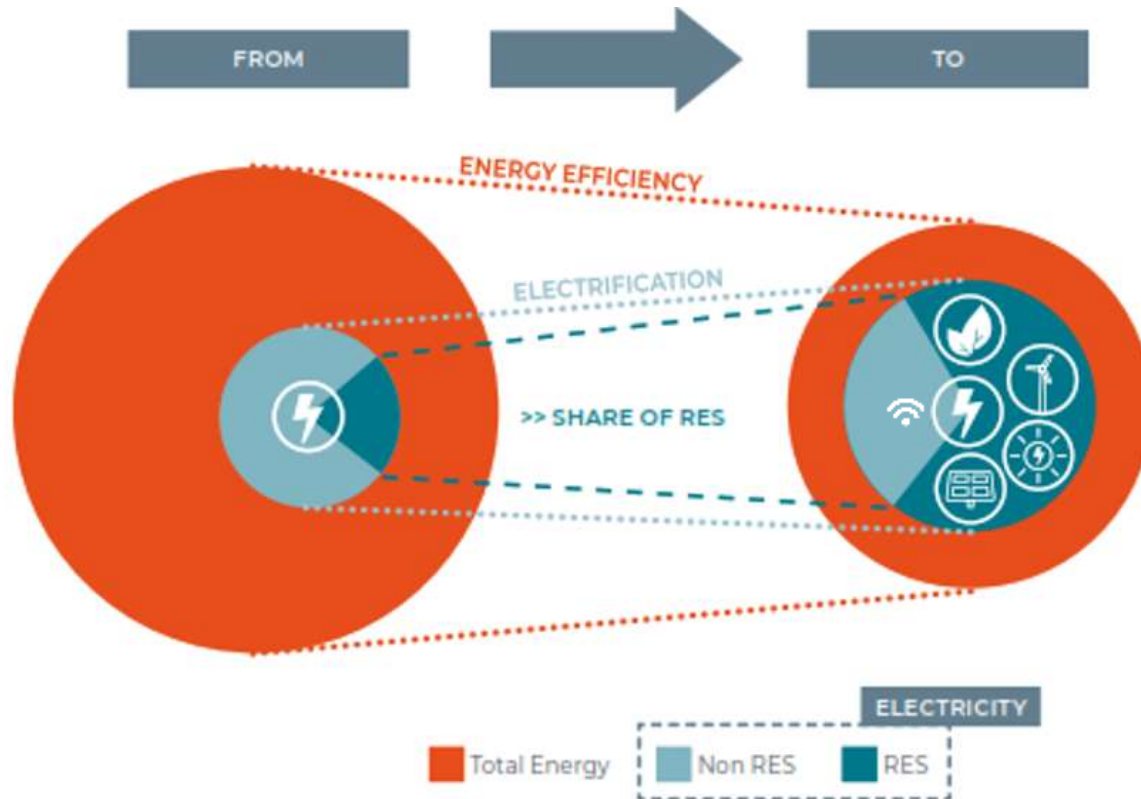 FROM
TO
ENERGY EFFICIENCY
ELECTRIFICATION
>> SHARE OF RES
ELECTRICITY
Total Energy
Non RES
RES